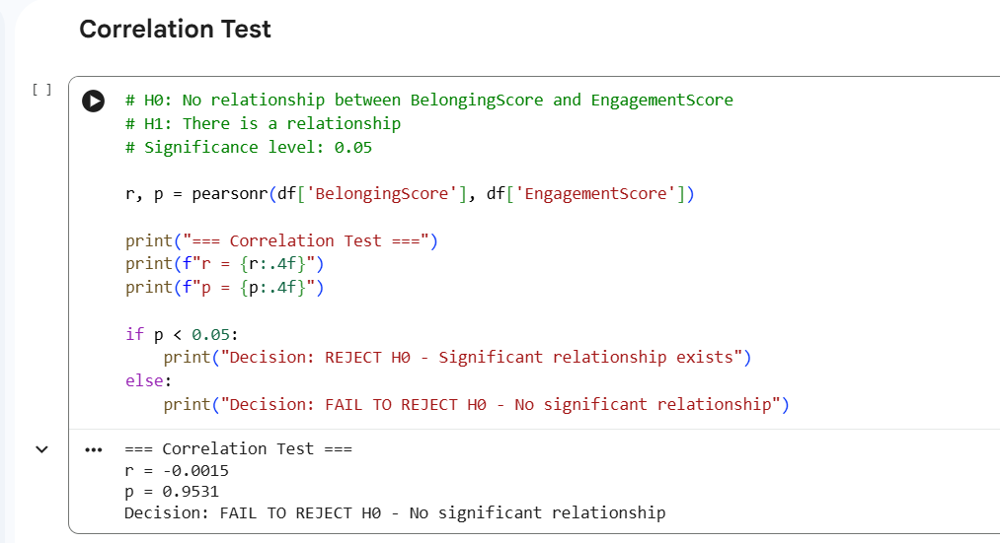 Correlation Test
[ ]
# H0: No relationship between BelongingScore and EngagementScore
# H1: There is a relationship
# Significance level: 0.05
r, p = pearsonr(df['BelongingScore'], df['EngagementScore'])
print("=== Correlation Test ===")
print(f"r = {r:.4f}")
print(f"p = {p:.4f}")
if p < 0.05:
    print("Decision: REJECT H0 - Significant relationship exists")
else:
    print("Decision: FAIL TO REJECT H0 - No significant relationship")
=== Correlation Test ===
r = -0.0015
p = 0.9531
Decision: FAIL TO REJECT H0 - No significant relationship